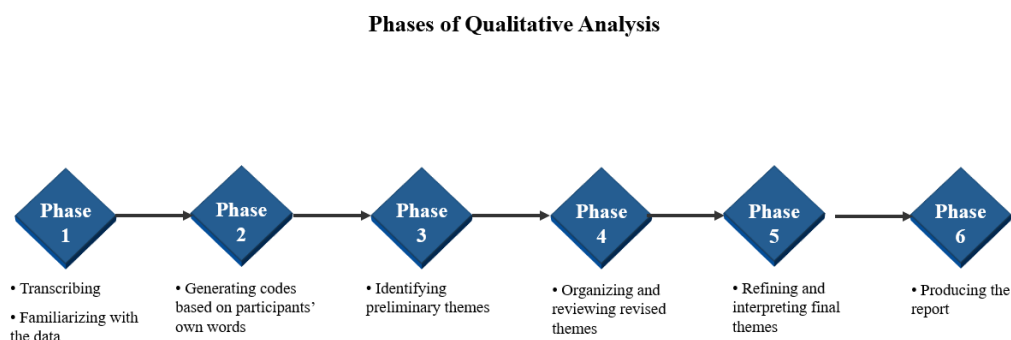 Phases of Qualitative Analysis
Phase
1
Phase
2
Phase
3
Phase
4
Phase
5
Phase
6
• Transcribing
• Familiarizing with
the data
• Generating codes
based on participants’
own words
• Identifying
preliminary themes
• Organizing and
reviewing revised
themes
• Refining and
interpreting final
themes
• Producing the
report